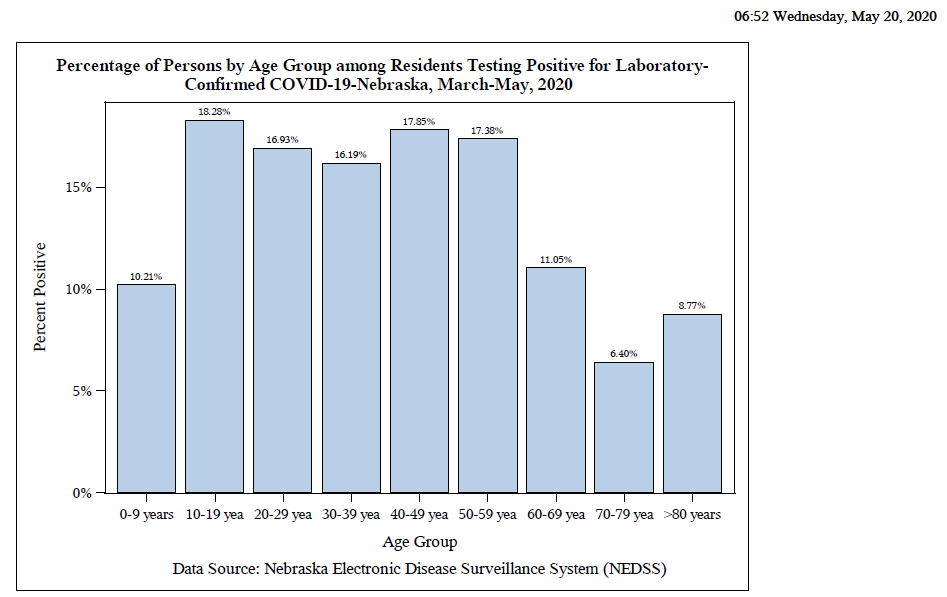 06:52 Wednesday, May 20, 2020
Percentage of Persons by Age Group among Residents Testing Positive for Laboratory-
Confirmed COVID-19-Nebraska, March-May, 2020
18.28%
17.85%
17.38%
16.93%
16.19%
15%
11.05%
10.21%
10%
8.77%
6.40%
5%
0%
Percent Positive
0-9 years 10-19 yea 20-29 yea 30-39 yea 40-49 yea 50-59 yea 60-69 yea 70-79 yea >80 years
Age Group
Data Source: Nebraska Electronic Disease Surveillance System (NEDSS)